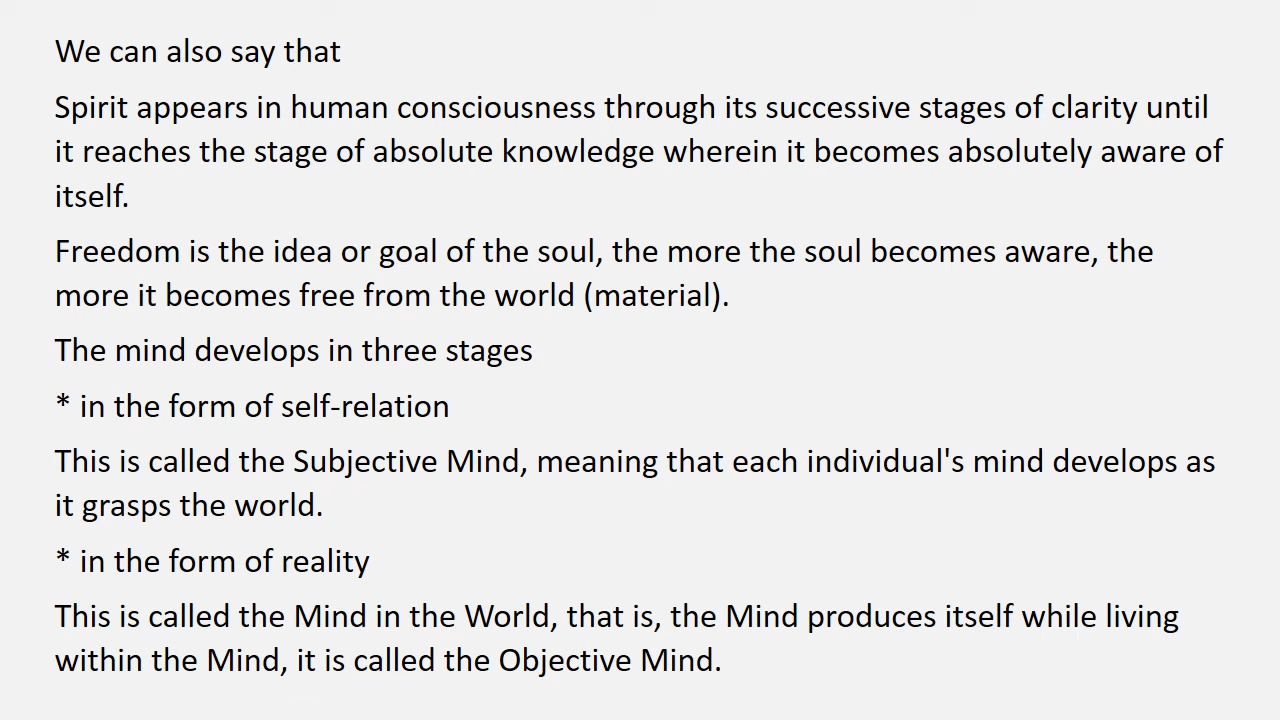 We can also say that
Spirit appears in human consciousness through its successive stages of clarity until
it reaches the stage of absolute knowledge wherein it becomes absolutely aware of
itself.
Freedom is the idea or goal of the soul, the more the soul becomes aware, the
more it becomes free from the world (material).
The mind develops in three stages
* in the form of self-relation
This is called the Subjective Mind, meaning that each individual's mind develops as
it grasps the world.
* in the form of reality
This is called the Mind in the World, that is, the Mind produces itself while living
within the Mind, it is called the Objective Mind.